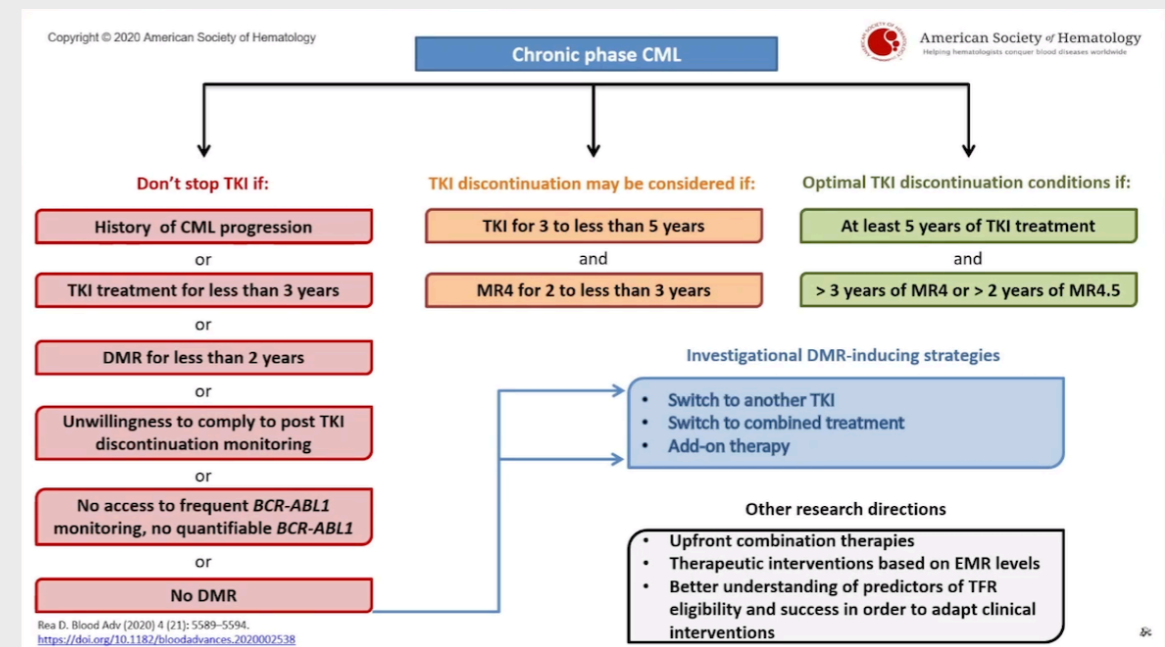 Copyright © 2020 American Society of Hematology
American Society of Hematology
Helping hematologists conquer blood diseases worldwide
Chronic phase CML
Don't stop TKI if:
History of CML progression
or
TKI treatment for less than 3 years
or
DMR for less than 2 years
or
Unwillingness to comply to post TKI
discontinuation monitoring
or
No access to frequent BCR-ABL1
monitoring, no quantifiable BCR-ABL1
or
No DMR
TKI discontinuation may be considered if:
TKI for 3 to less than 5 years
and
MR4 for 2 to less than 3 years
Optimal TKI discontinuation conditions if:
At least 5 years of TKI treatment
and
> 3 years of MR4 or > 2 years of MR4.5
Investigational DMR-inducing strategies
• Switch to another TKI
• Switch to combined treatment
• Add-on therapy
Other research directions
• Upfront combination therapies
• Therapeutic interventions based on EMR levels
• Better understanding of predictors of TFR
eligibility and success in order to adapt clinical
interventions
Rea D. Blood Adv (2020) 4 (21): 5589–5594.
https://doi.org/10.1182/bloodadvances.2020002538